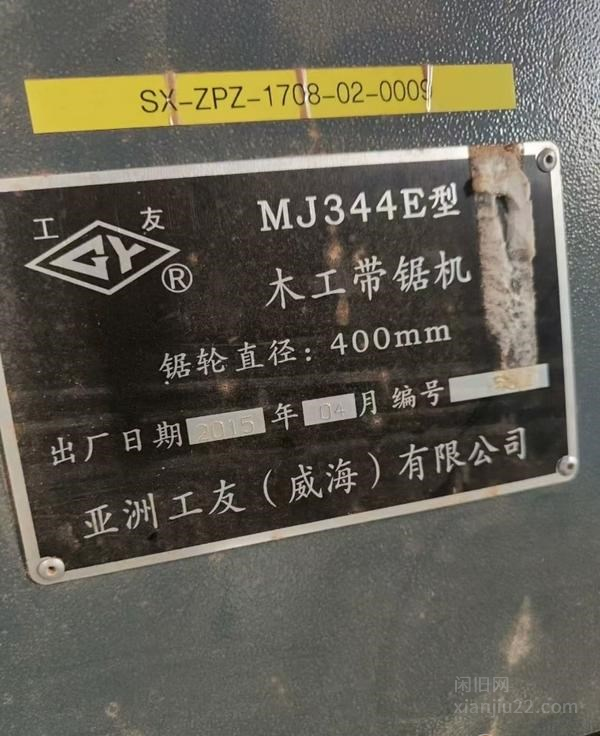 SX-ZPZ-1708-02-0009
工 友
GY
®
MJ344E型
木工带锯机
锯轮直径：400mm
出厂日期 2015 年 04 月 编号
亚洲工友（威海）有限公司
闲旧网
xianjiu22.com